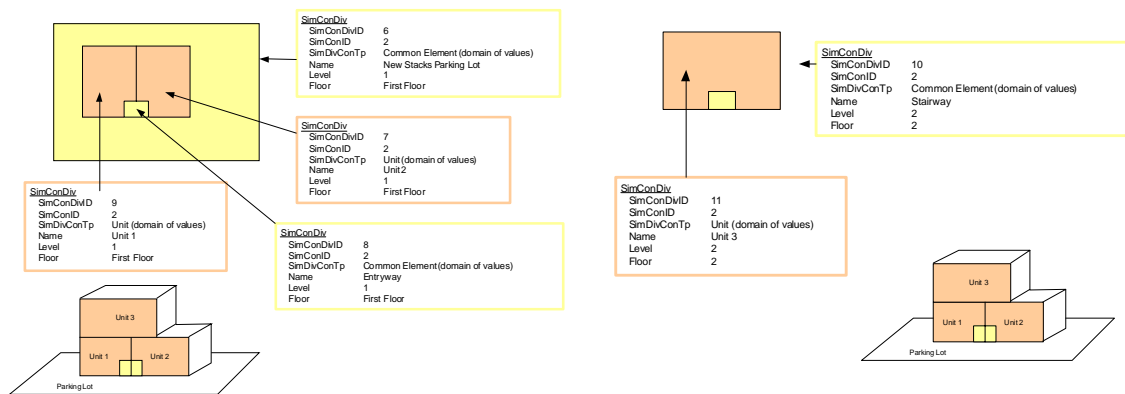 SimConDiv
SimConDivID 6
SimConID 2
SimDivConTp Common Element (domain of values)
Name New Stacks Parking Lot
Level 1
Floor First Floor
SimConDiv
SimConDivID 7
SimConID 2
SimDivConTp Unit (domain of values)
Name Unit 2
Level 1
Floor First Floor
SimConDiv
SimConDivID 9
SimConID 2
SimDivConTp Unit (domain of values)
Name Unit 1
Level 1
Floor First Floor
SimConDiv
SimConDivID 8
SimConID 2
SimDivConTp Common Element (domain of values)
Name Entryway
Level 1
Floor First Floor
Unit 3
Unit 1 Unit 2
Parking Lot
SimConDiv
SimConDivID 10
SimConID 2
SimDivConTp Common Element (domain of values)
Name Stairway
Level 2
Floor 2
SimConDiv
SimConDivID 11
SimConID 2
SimDivConTp Unit (domain of values)
Name Unit 3
Level 2
Floor 2
Unit 3
Unit 1 Unit 2
Parking Lot